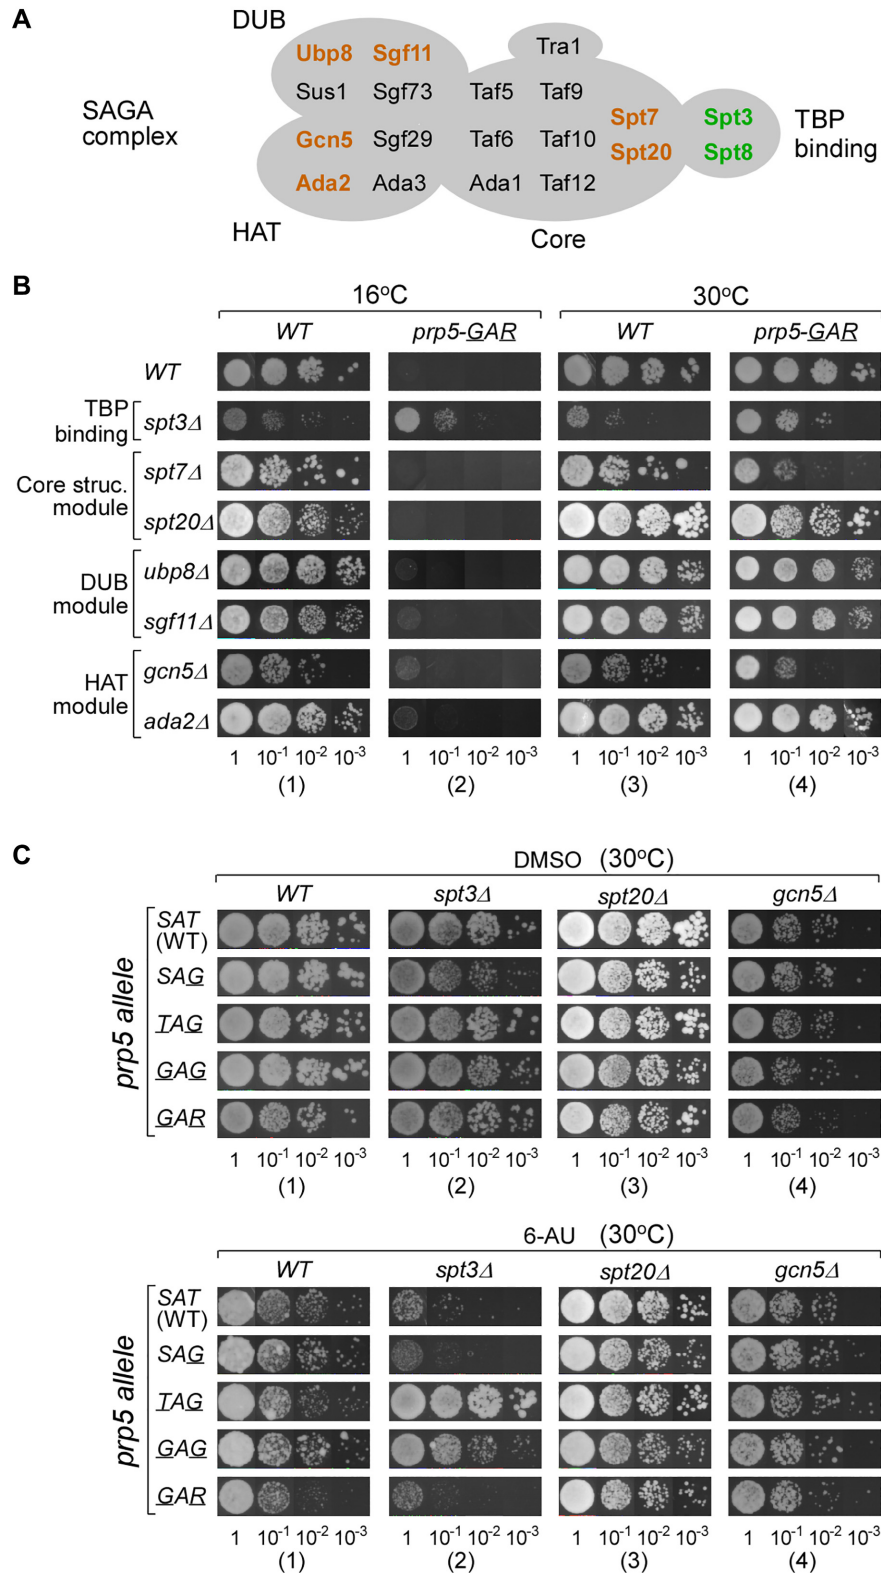 A
DUB
Ubp8 Sgf11 Tra1
Sus1 Sgf73 Taf5 Taf9
SAGA
complex
Spt7 Spt3 TBP
binding
Gcn5 Sgf29 Taf6 Taf10
Spt20 Spt8
Ada2 Ada3 Ada1 Taf12
HAT
Core
B
16°C 30°C
WT prp5-GAR WT prp5-GAR
WT
TBP
binding
spt3Δ
Core struc.
module
spt7Δ
spt20Δ
DUB
module
ubp8Δ
sgf11Δ
HAT
module
gcn5Δ
ada2Δ
1 10-1 10-2 10-3 1 10-1 10-2 10-3 1 10-1 10-2 10-3 1 10-1 10-2 10-3
(1) (2) (3) (4)
C
DMSO (30°C)
WT spt3Δ spt20Δ gcn5Δ
prp5 allele
SAT
(WT)
SAG
TAG
GAG
GAR
1 10-1 10-2 10-3 1 10-1 10-2 10-3 1 10-1 10-2 10-3 1 10-1 10-2 10-3
(1) (2) (3) (4)
6-AU (30°C)
WT spt3Δ spt20Δ gcn5Δ
prp5 allele
SAT
(WT)
SAG
TAG
GAG
GAR
1 10-1 10-2 10-3 1 10-1 10-2 10-3 1 10-1 10-2 10-3 1 10-1 10-2 10-3
(1) (2) (3) (4)